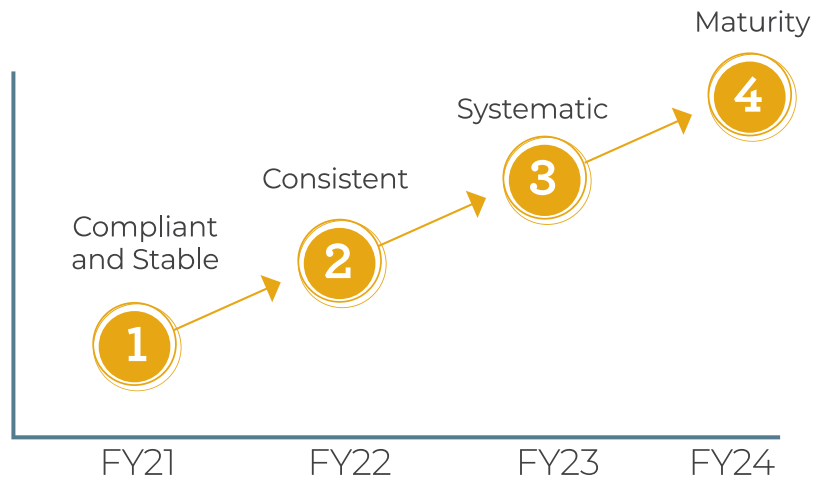 Maturity
4
Systematic
3
Consistent
2
Compliant
and Stable
1
FY21 FY22 FY23 FY24